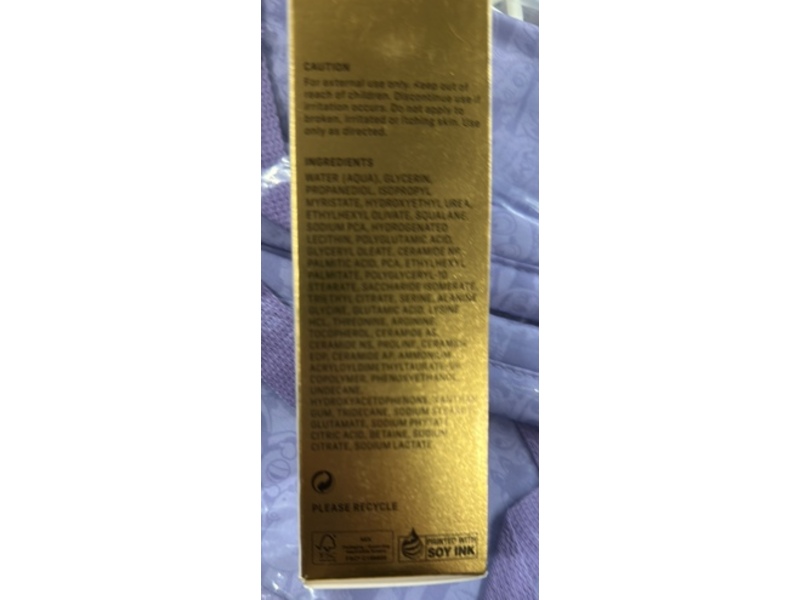 CAUTION
For external use only. Keep out of
reach of children. Discontinue use if
irritation occurs. Do not apply to
broken, irritated or itching skin. Use
only as directed.
INGREDIENTS
WATER (AQUA), GLYCERIN,
PROPANEDIOL, ISOPROPYL
MYRISTATE, HYDROXYETHYL UREA,
ETHYLHEXYL OLIVATE, SQUALANE,
SODIUM PCA, HYDROGENATED
LECITHIN, POLYGLUTAMIC ACID,
GLYCERYL OLEATE, CERAMIDE NP,
PALMITIC ACID, PCA, ETHYLHEXYL
PALMITATE, POLYGLYCERYL-10
STEARATE, SACCHARIDE ISOMERATE,
TRIETHYL CITRATE, SERINE, ALANINE
GLYCINE, GLUTAMIC ACID, LYSINE
HCL, THREONINE, ARGININE,
TOCOPHEROL, CERAMIDE AS,
CERAMIDE NS, PROLINE, CERAMIDE
EOP, CERAMIDE AP, AMMONIUM
ACRYLOYLDIMETHYLTAURATE/VP
COPOLYMER, PHENOXYETHANOL,
UNDECANE,
HYDROXYACETOPHENONE, XANTHAN
GUM, TRIDECANE, SODIUM STEAROYL
GLUTAMATE, SODIUM PHYTATE,
CITRIC ACID, BETAINE, SODIUM
CITRATE, SODIUM LACTATE.
PLEASE RECYCLE
FSC
MIX
PRINTED WITH
SOY INK